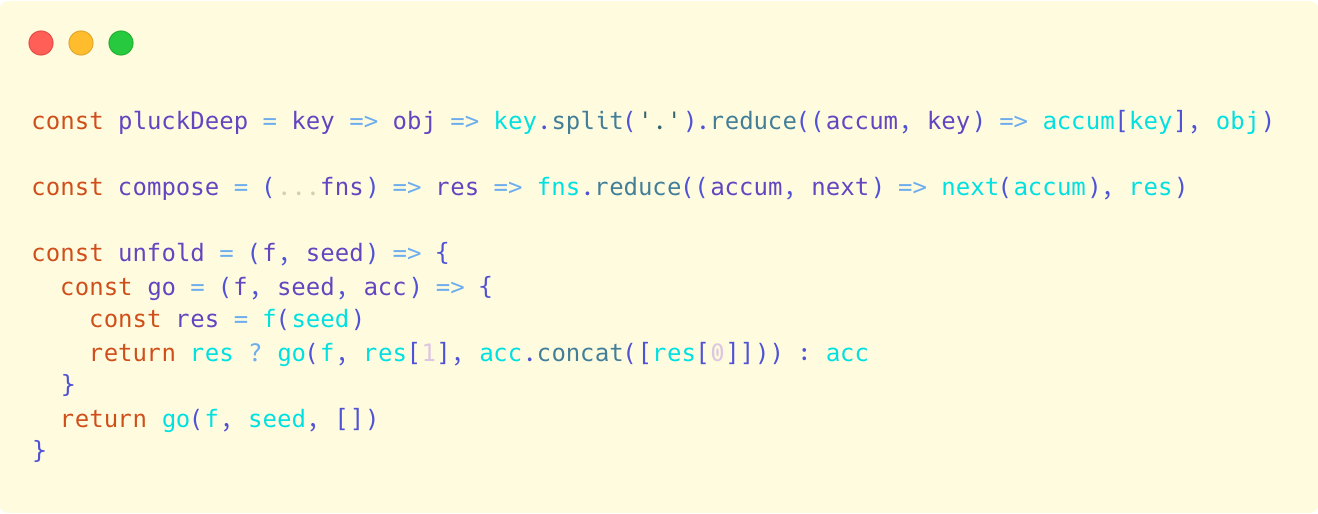 const pluckDeep = key => obj => key.split('.').reduce((accum, key) => accum[key], obj)

const compose = (...fns) => res => fns.reduce((accum, next) => next(accum), res)

const unfold = (f, seed) => {
  const go = (f, seed, acc) => {
    const res = f(seed)
    return res ? go(f, res[1], acc.concat([res[0]])) : acc
  }
  return go(f, seed, [])
}